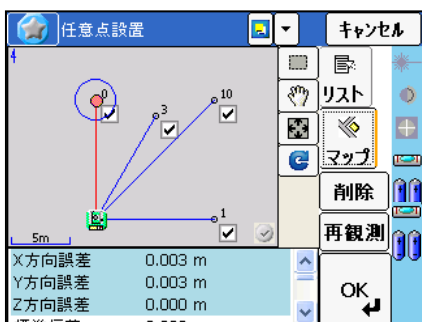 任意点設置
キャンセル
4
0
3
10
リスト
マップ
削除
1
5m
再観測
X方向誤差 0.003 m
Y方向誤差 0.003 m
Z方向誤差 0.000 m
OK